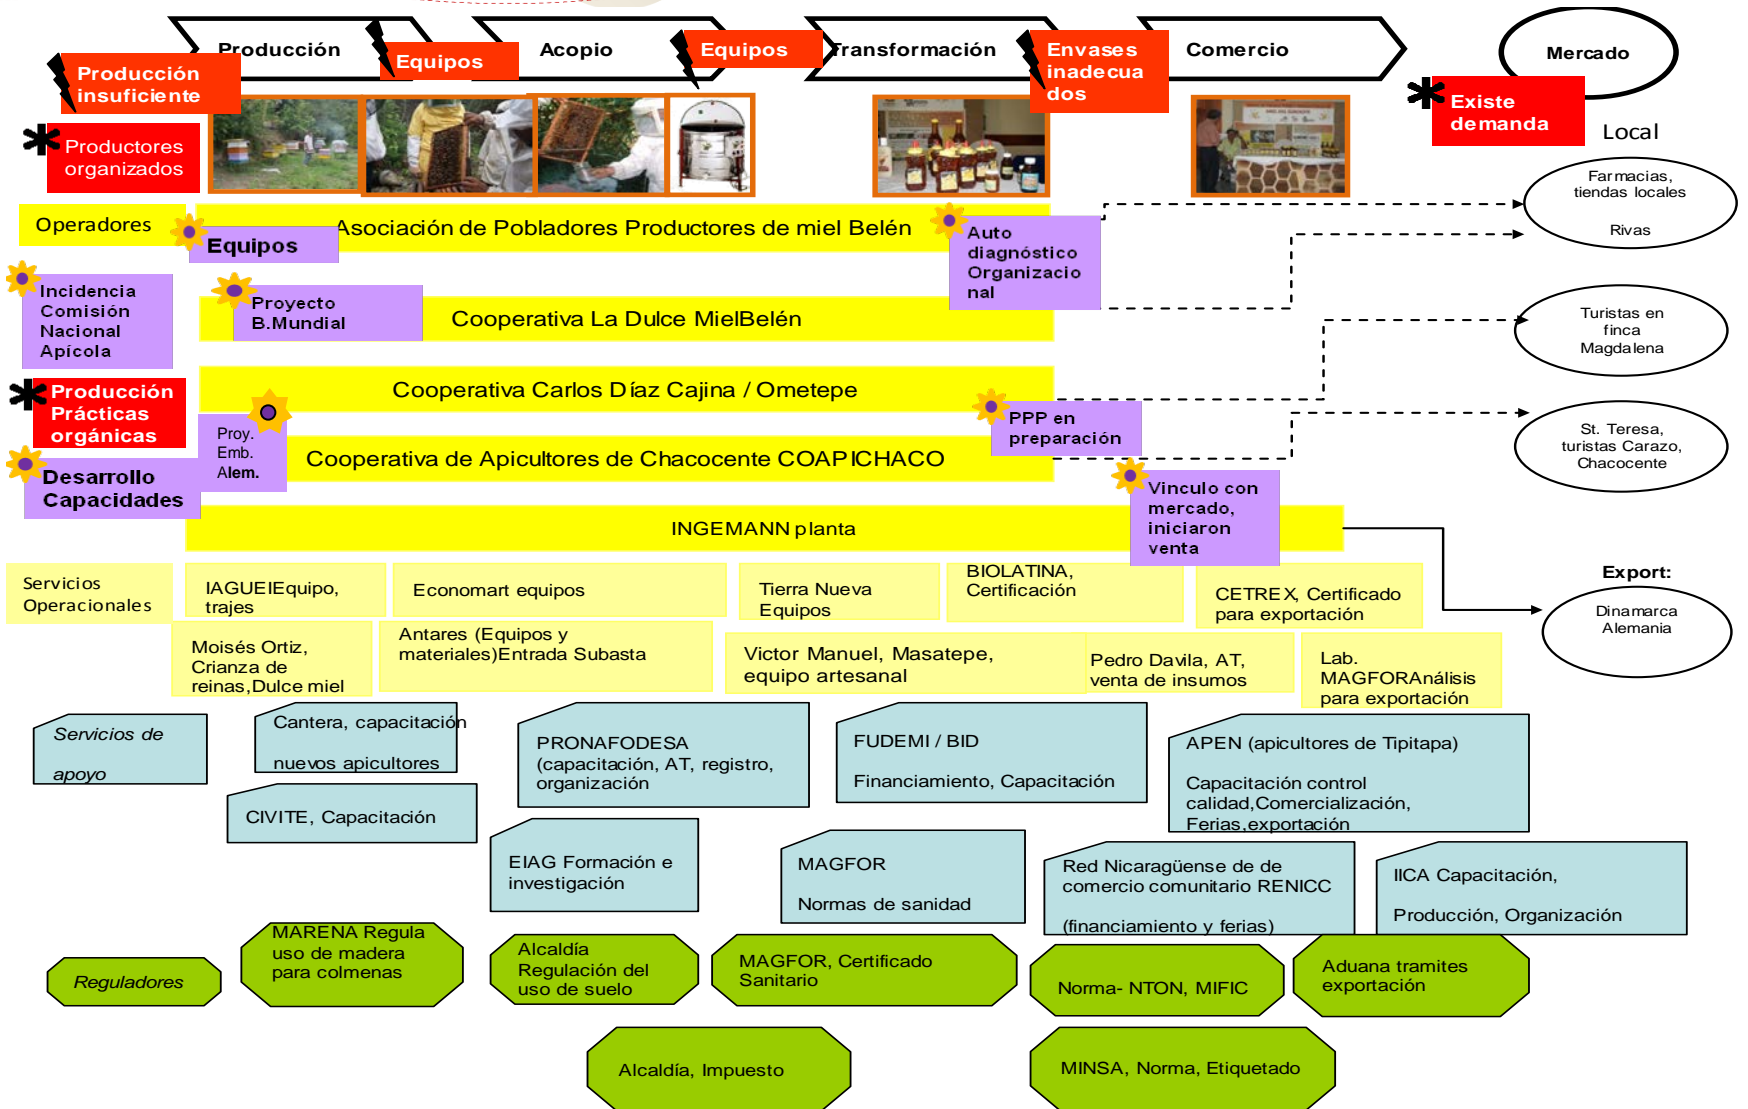 Producción
Equipos
Acopio
Equipos
Transformación
Envases
inadecua
dos
Comercio
Mercado
Producción
insuficiente
Existe
demanda
Productores
organizados
Local
Farmacias,
tiendas locales
Rivas
Operadores
Equipos
Asociación de Pobladores Productores de miel Belén
Auto
diagnóstico
Organizacio
nal
Incidencia
Comisión
Nacional
Apícola
Proyecto
B.Mundial
Cooperativa La Dulce MielBelén
Turistas en
finca
Magdalena
Producción
Prácticas
orgánicas
Cooperativa Carlos Díaz Cajina / Ometepe
PPP en
preparación
Proy.
Emb.
Alem.
Cooperativa de Apicultores de Chacocente COAPICHACO
St. Teresa,
turistas Carazo,
Chacocente
Desarrollo
Capacidades
Vinculo con
mercado,
iniciaron
venta
INGEMANN planta
Servicios
Operacionales
IAGUEIEquipo,
trajes
Economart equipos
Tierra Nueva
Equipos
BIOLATINA,
Certificación
CETREX, Certificado
para exportación
Export:
Dinamarca
Alemania
Moisés Ortiz,
Crianza de
reinas,Dulce miel
Antares (Equipos y
materiales)Entrada Subasta
Victor Manuel, Masatepe,
equipo artesanal
Pedro Davila, AT,
venta de insumos
Lab.
MAGFORAnálisis
para exportación
Servicios de
apoyo
Cantera, capacitación
nuevos apicultores
PRONAFODESA
(capacitación, AT, registro,
organización
FUDEMI / BID
Financiamiento, Capacitación
APEN (apicultores de Tipitapa)
Capacitación control
calidad,Comercialización,
Ferias,exportación
CIVITE, Capacitación
EIAG Formación e
investigación
MAGFOR
Normas de sanidad
Red Nicaragüense de de
comercio comunitario RENICC
(financiamiento y ferias)
IICA Capacitación,
Producción, Organización
Reguladores
MARENA Regula
uso de madera
para colmenas
Alcaldía
Regulación del
uso de suelo
MAGFOR, Certificado
Sanitario
Norma- NTON, MIFIC
Aduana tramites
exportación
Alcaldía, Impuesto
MINSA, Norma, Etiquetado